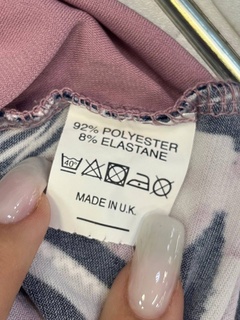 92% POLYESTER
8% ELASTANE
40°
MADE IN U.K.